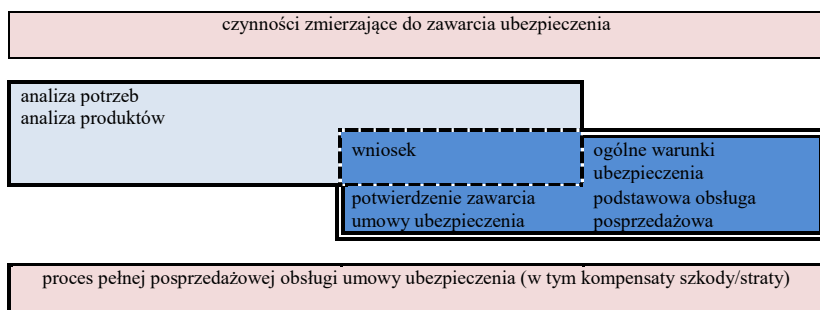 czynności zmierzające do zawarcia ubezpieczenia
analiza potrzeb
analiza produktów
wniosek
ogólne warunki
ubezpieczenia
potwierdzenie zawarcia
umowy ubezpieczenia
podstawowa obsługa
posprzedażowa
proces pełnej posprzedażowej obsługi umowy ubezpieczenia (w tym kompensaty szkody/straty)